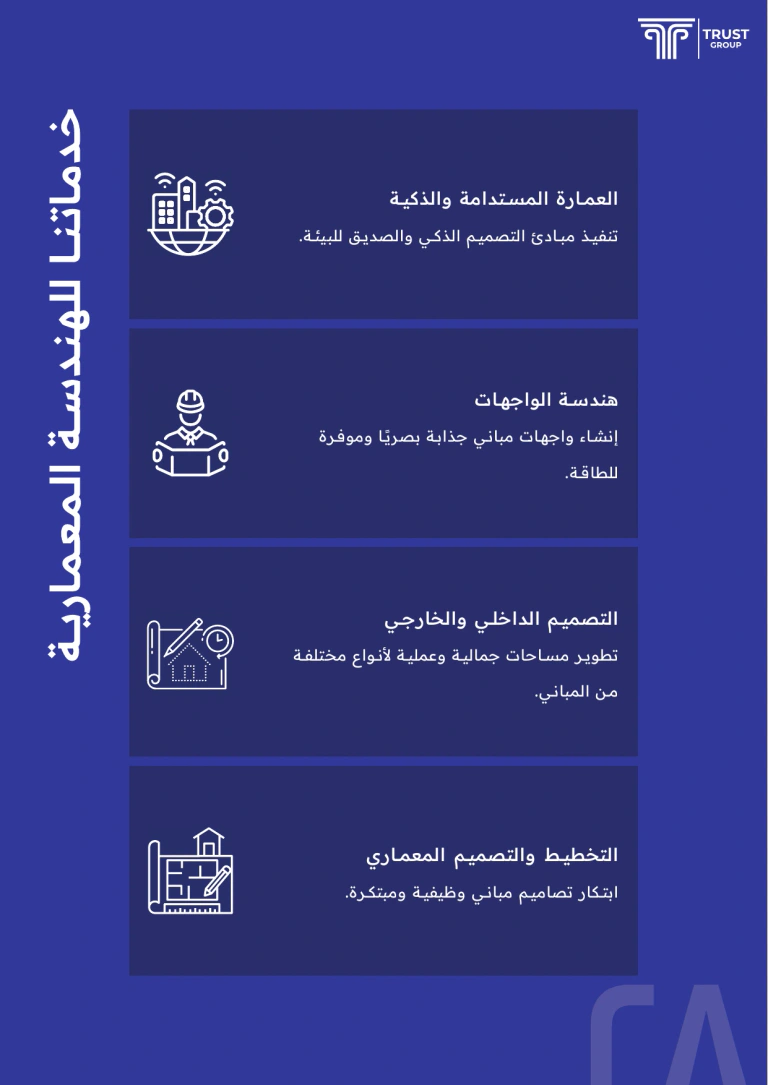 TRUST
GROUP
خدماتنا للهندسة المعمارية
العمارة المستدامة والذكية
تنفيذ مبادئ التصميم الذكي والصديق للبيئة.
هندسة الواجهات
إنشاء واجهات مباني جذابة بصريًا وموفرة
للطاقة.
التصميم الداخلي والخارجي
تطوير مساحات جمالية وعملية لأنواع مختلفة
من المباني.
التخطيط والتصميم المعماري
ابتكار تصاميم مباني وظيفية ومبتكرة.